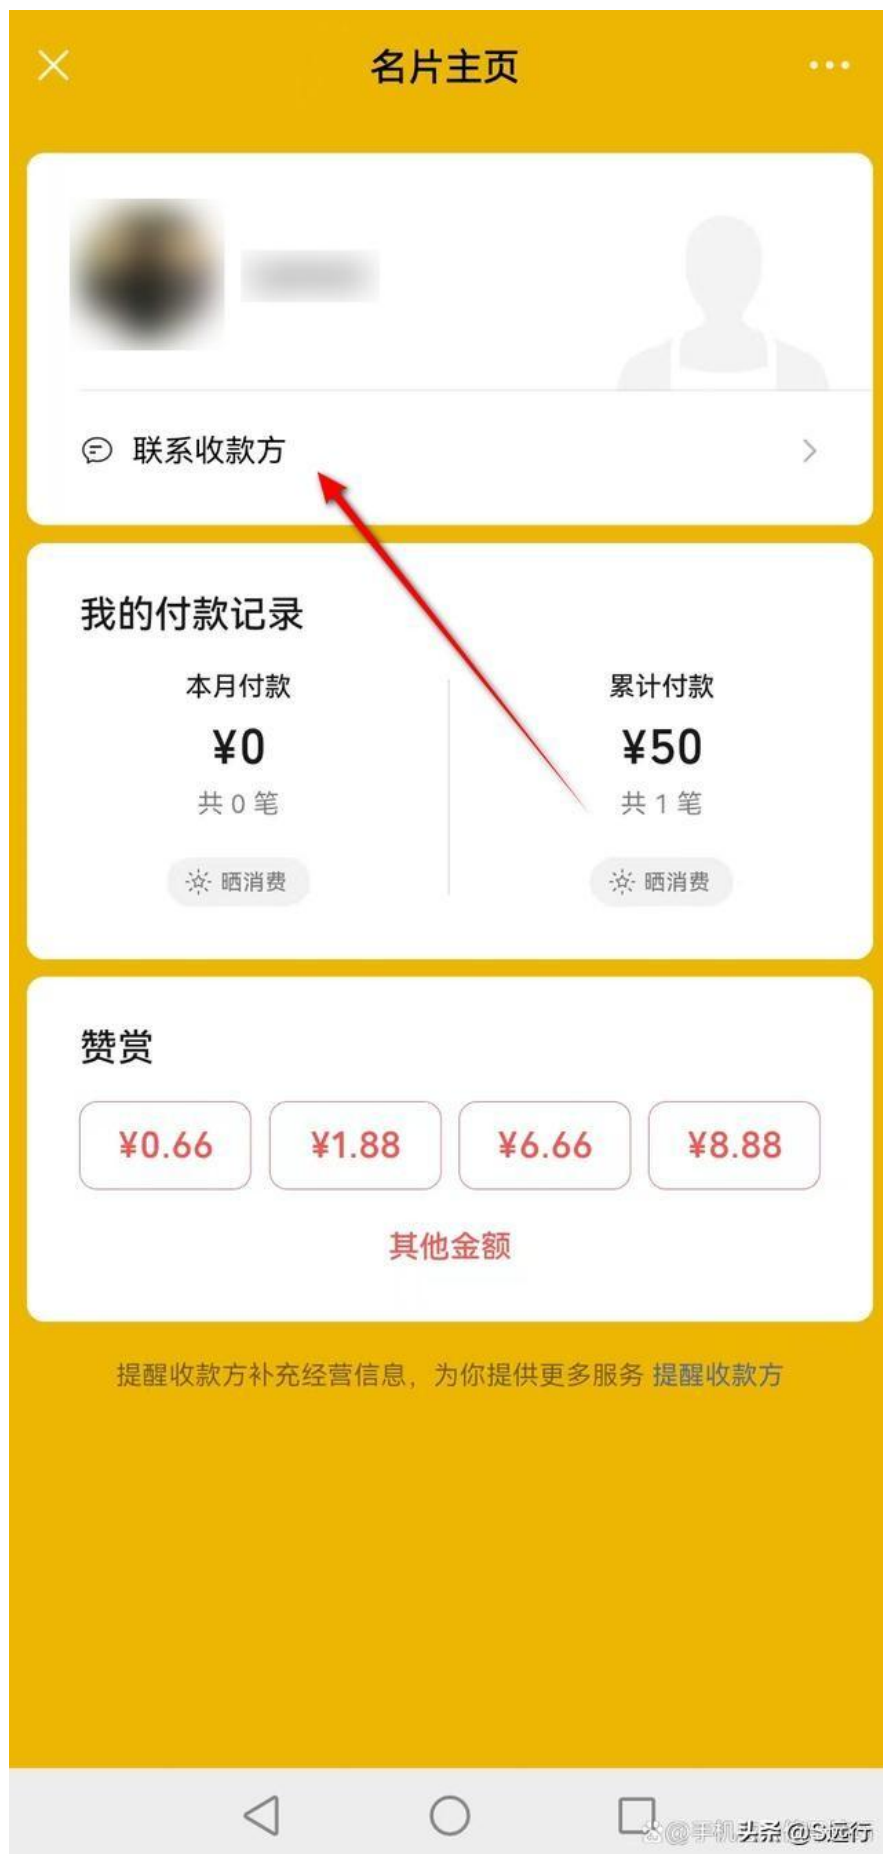 名片主页
联系收款方
我的付款记录
本月付款
累计付款
¥0
¥50
共 0 笔
共 1 笔
晒消费
晒消费
赞赏
¥0.66
¥1.88
¥6.66
¥8.88
其他金额
提醒收款方补充经营信息，为你提供更多服务 提醒收款方
@手机
头条 @S远行